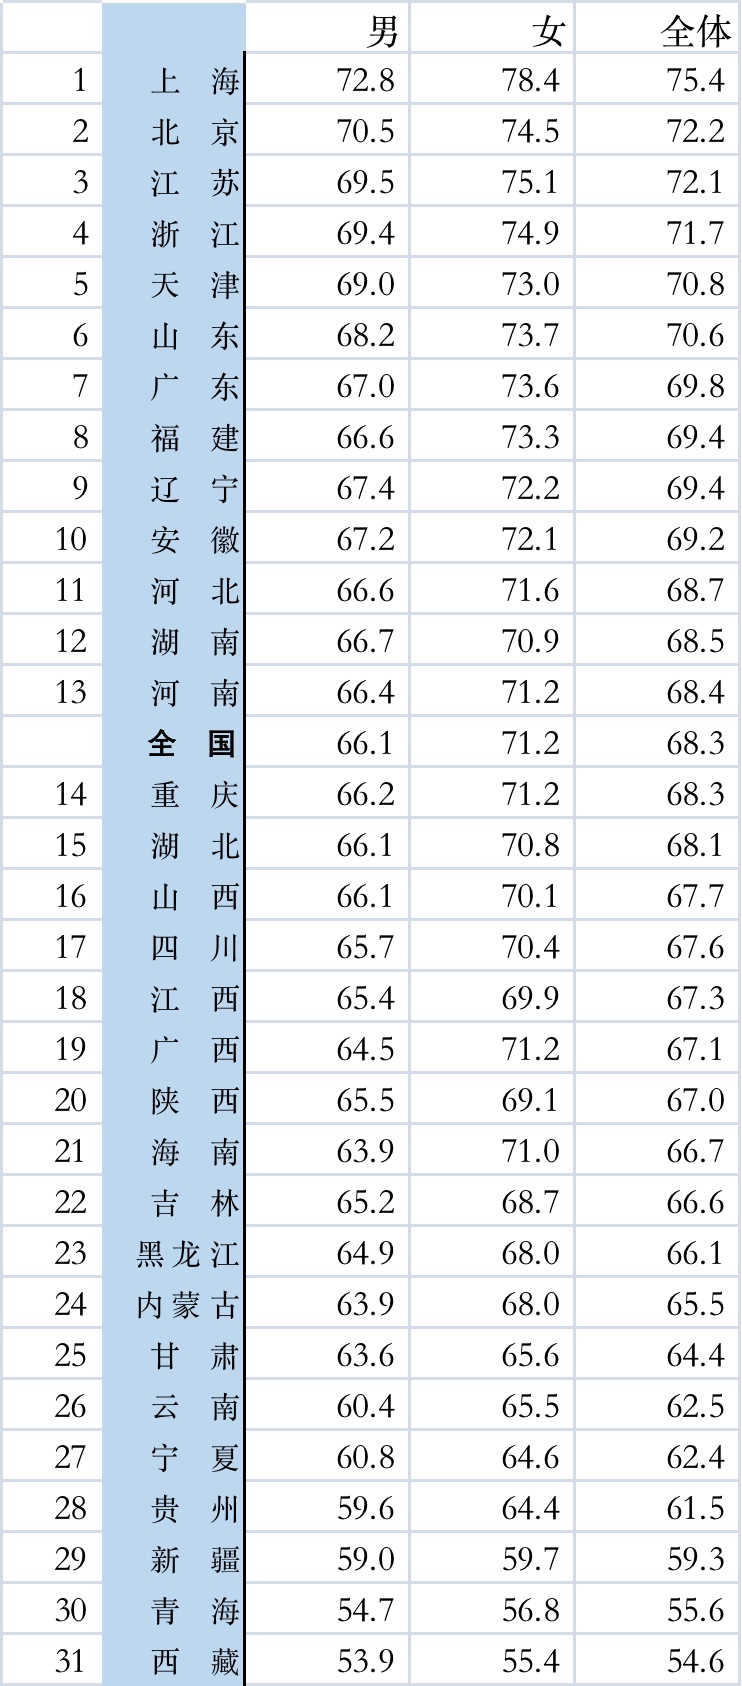 男 女 全体
1 上海 72.8 78.4 75.4
2 北京 70.5 74.5 72.2
3 江苏 69.5 75.1 72.1
4 浙江 69.4 74.9 71.7
5 天津 69.0 73.0 70.8
6 山东 68.2 73.7 70.6
7 广东 67.0 73.6 69.8
8 福建 66.6 73.3 69.4
9 辽宁 67.4 72.2 69.4
10 安徽 67.2 72.1 69.2
11 河北 66.6 71.6 68.7
12 湖南 66.7 70.9 68.5
13 河南 66.4 71.2 68.4
全国 66.1 71.2 68.3
14 重庆 66.2 71.2 68.3
15 湖北 66.1 70.8 68.1
16 山西 66.1 70.1 67.7
17 四川 65.7 70.4 67.6
18 江西 65.4 69.9 67.3
19 广西 64.5 71.2 67.1
20 陕西 65.5 69.1 67.0
21 海南 63.9 71.0 66.7
22 吉林 65.2 68.7 66.6
23 黑龙江 64.9 68.0 66.1
24 内蒙古 63.9 68.0 65.5
25 甘肃 63.6 65.6 64.4
26 云南 60.4 65.5 62.5
27 宁夏 60.8 64.6 62.4
28 贵州 59.6 64.4 61.5
29 新疆 59.0 59.7 59.3
30 青海 54.7 56.8 55.6
31 西藏 53.9 55.4 54.6